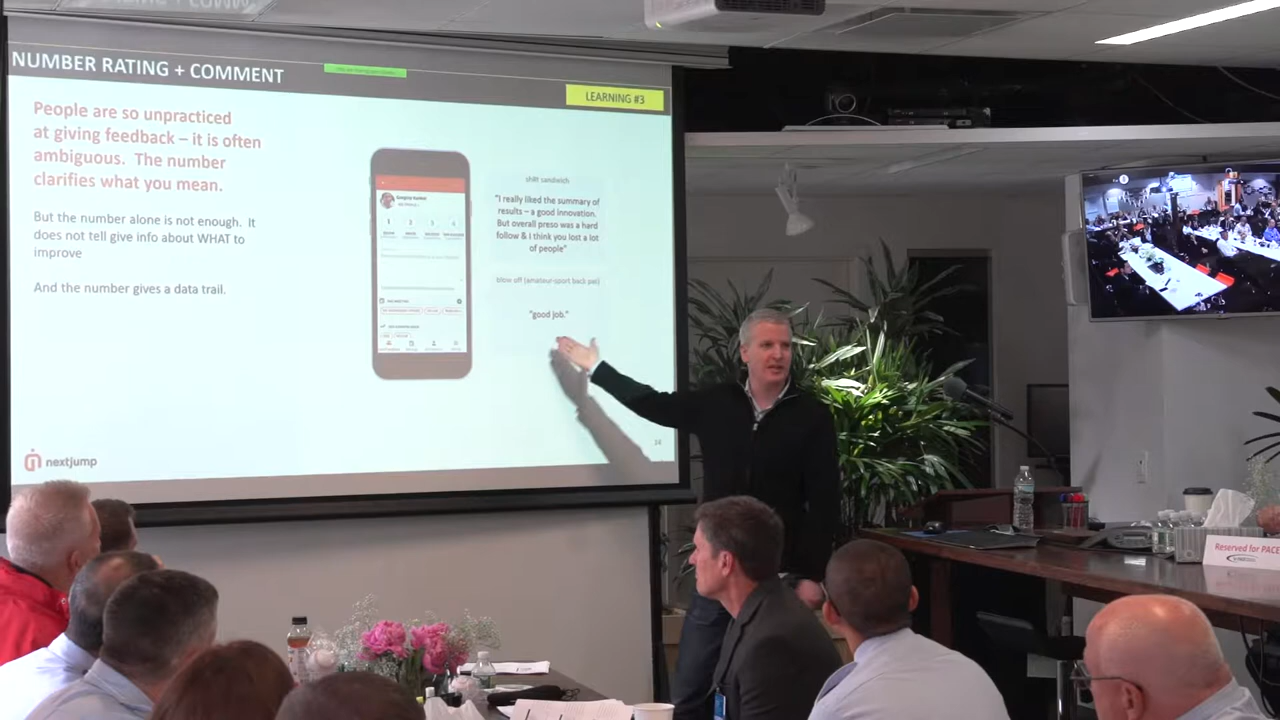 NUMBER RATING + COMMENT
LEARNING #3
People are so unpracticed
at giving feedback – it is often
ambiguous. The number
clarifies what you mean.
But the number alone is not enough. It
does not tell give info about WHAT to
improve
And the number gives a data trail.
sandwich
"I really liked the summary of
results – a good innovation.
But overall preso was a hard
follow & I think you lost a lot
of people"
blow off (amateur-sport back pat)
"good job."
14
nextjump
Reserved for PACE